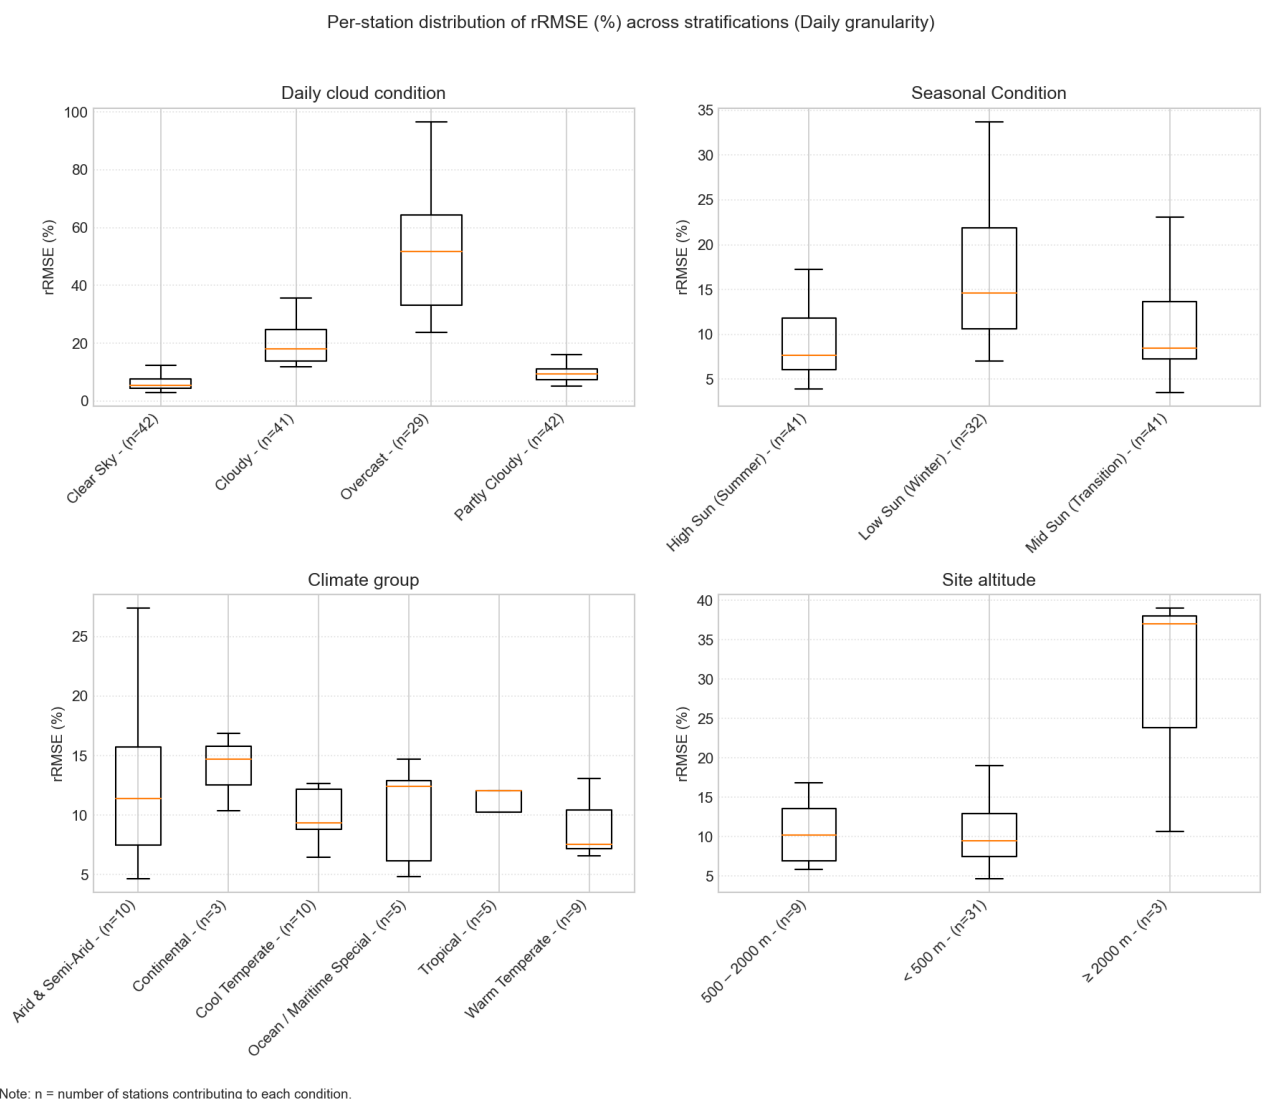 Per-station distribution of rRMSE (%) across stratifications (Daily granularity)
Daily cloud condition
rRMSE (%)
100
80
60
40
20
0
Clear Sky - (n=42)
Cloudy - (n=41)
Overcast - (n=29)
Partly Cloudy - (n=42)
Seasonal Condition
rRMSE (%)
35
30
25
20
15
10
5
High Sun (Summer) - (n=41)
Low Sun (Winter) - (n=32)
Mid Sun (Transition) - (n=41)
Climate group
rRMSE (%)
25
20
15
10
5
Arid & Semi-Arid - (n=10)
Continental - (n=3)
Cool Temperate - (n=10)
Ocean / Maritime Special - (n=5)
Tropical - (n=5)
Warm Temperate - (n=9)
Site altitude
rRMSE (%)
40
35
30
25
20
15
10
5
500 – 2000 m - (n=9)
< 500 m - (n=31)
≥ 2000 m - (n=3)
Note: n = number of stations contributing to each condition.